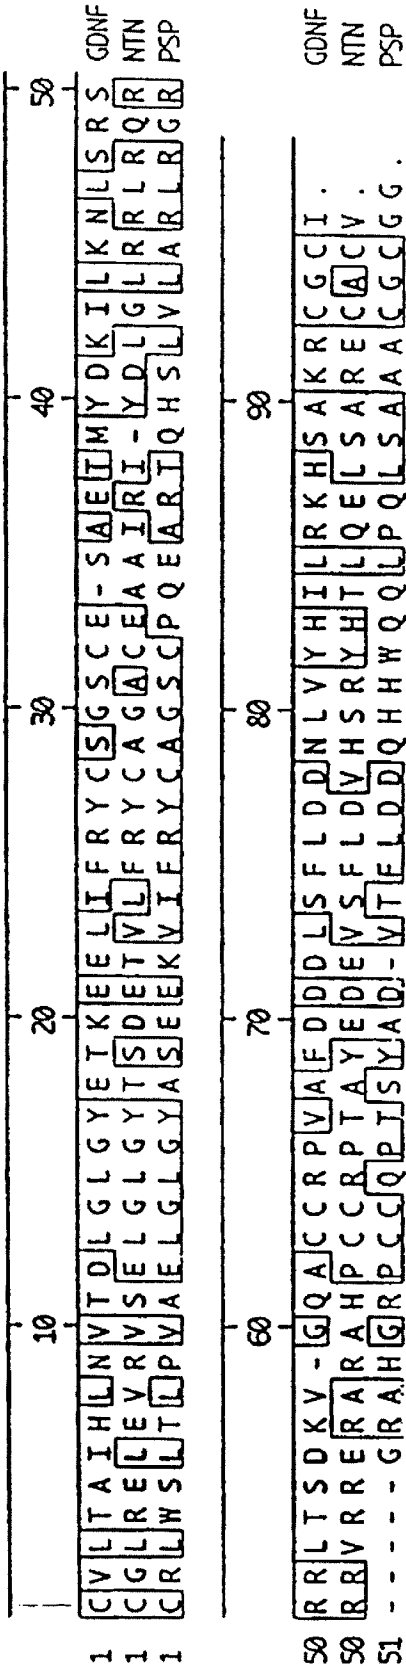 10 20 30 40 50
1 C V L T A I H L N V T D L G L G Y E T K E E L I F R Y C S G S C E - S A E T M Y D K I L K N L S R S GDNF
1 C G L R E L E V R V S E L G L G Y T S D E T V L F R Y C A G A C E A A I R I - Y D L G L R R L R Q R NTN
1 C R L W S L T L P V A E L G L G Y A S E E K V I F R Y C A G S C P Q E A R T Q H S L V L A R L R G R PSP
60 70 80 90
50 R R L T S D K V - G Q A C C R P V A F D D D L S F L D D N L V Y H I L R K H S A K R C G C I . GDNF
50 R R V R R E R A R A H P C C R P T A Y E D E V S F L D V H S R Y H T L Q E L S A R E C A C V . NTN
51 - - - - - G R A H G R P C C Q P T S Y A D - V T F L D D Q H H W Q Q L P Q L S A A A C G C G G . PSP